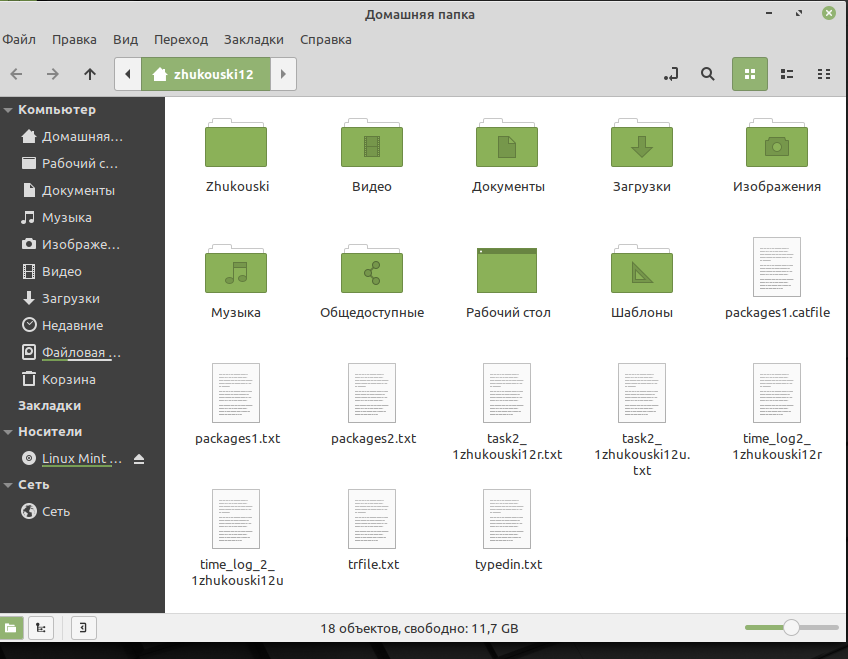 Домашняя папка
Файл Правка Вид Переход Закладки Справка
zhukouski12
Компьютер
Домашняя...
Рабочий с...
Документы
Музыка
Изображе...
Видео
Загрузки
Недавние
Файловая ...
Корзина
Закладки
Носители
Linux Mint ...
Сеть
Сеть
Zhukouski
Видео
Документы
Загрузки
Изображения
Музыка
Общедоступные
Рабочий стол
Шаблоны
packages1.catfile
packages1.txt
packages2.txt
task2_
1zhukouski12r.txt
task2_
1zhukouski12u.
txt
time_log2_
1zhukouski12r
time_log_2_
1zhukouski12u
trfile.txt
typedin.txt
18 объектов, свободно: 11,7 GB